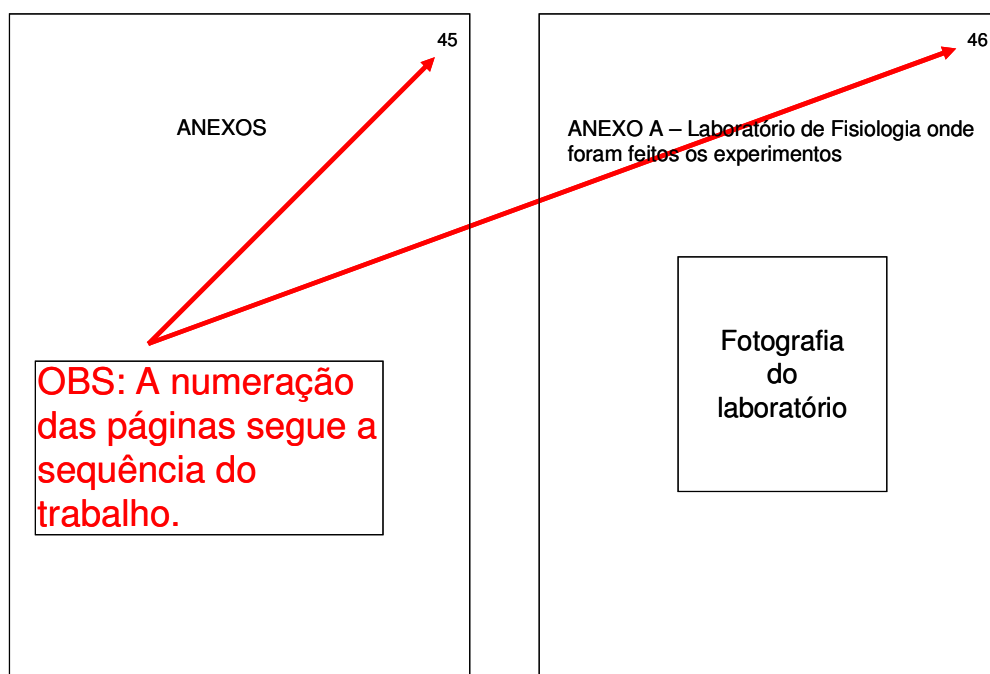 45
ANEXOS
OBS: A numeração
das páginas segue a
sequência do
trabalho.
46
ANEXO A – Laboratório de Fisiologia onde
foram feitos os experimentos
Fotografia
do
laboratório